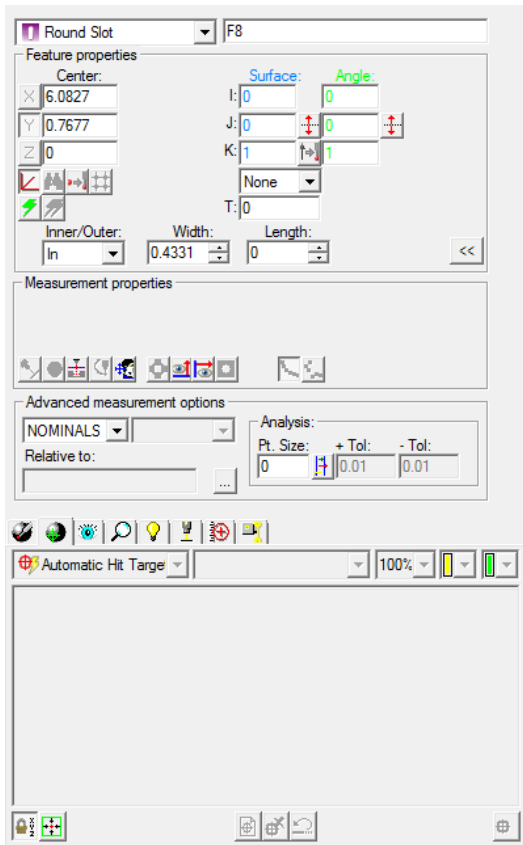 Round Slot F8
Feature properties
Center: Surface: Angle:
X 6.0827 I: 0 0
Y 0.7677 J: 0 0
Z 0 K: 1 1
None
T: 0
Inner/Outer: Width: Length:
In 0.4331 0 <<
Measurement properties
Advanced measurement options
NOMINALS
Analysis:
Relative to: Pt. Size: + Tol: - Tol:
... 0 0.01 0.01
Automatic Hit Targe 100%
X Y Z